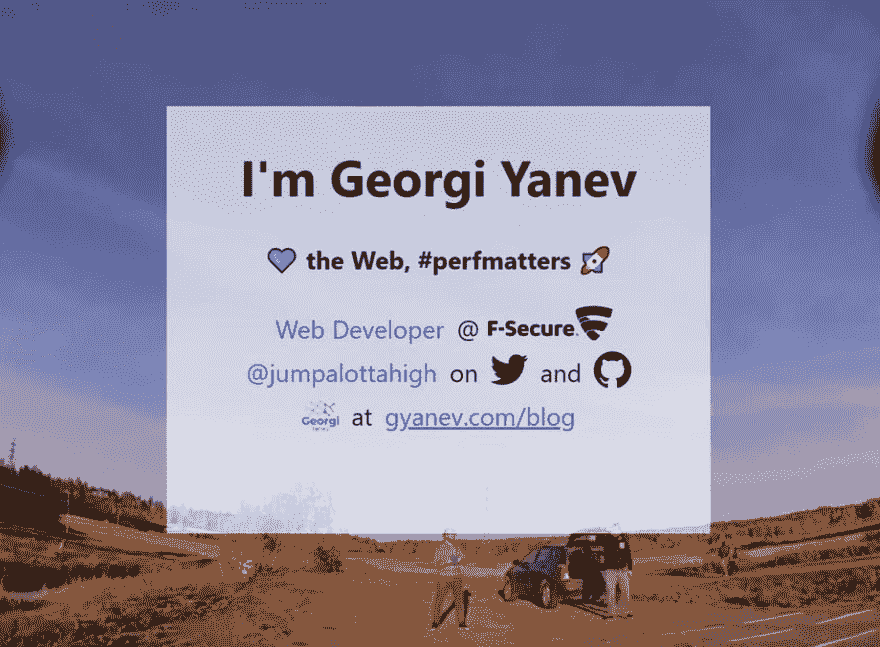 I'm Georgi Yanev
💙 the Web, #perfmatters 🚀
Web Developer @ F-Secure.
@jumpalottahigh on and
Georgi at gyanev.com/blog